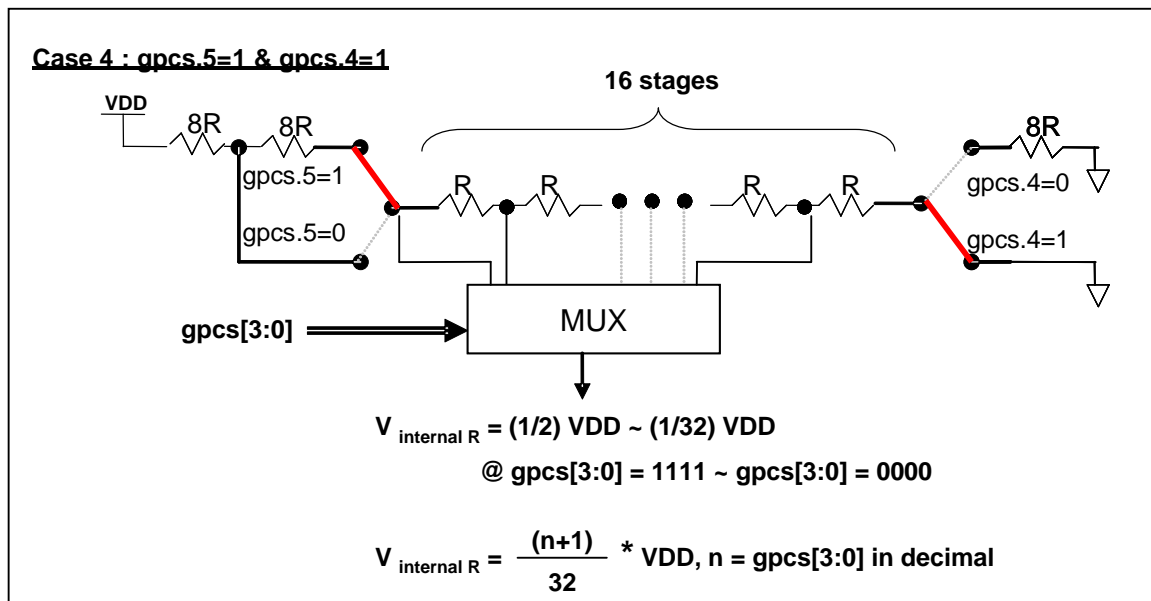 Case 4 : gpcs.5=1 & gpcs.4=1
16 stages
VDD
8R
8R
8R
gpcs.5=1
R
R
R
R
gpcs.4=0
gpcs.5=0
gpcs.4=1
MUX
gpcs[3:0]
V internal R = (1/2) VDD ~ (1/32) VDD
@ gpcs[3:0] = 1111 ~ gpcs[3:0] = 0000
V internal R = (n+1) / 32 * VDD, n = gpcs[3:0] in decimal